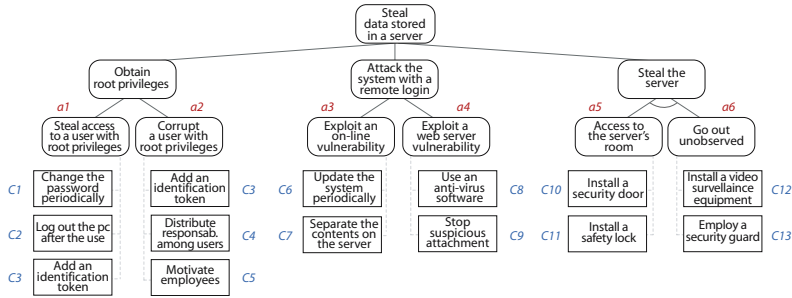 Steal
data stored
in a server
Obtain
root privileges
Attack the
system with a
remote login
Steal the
server
a1
a2
a3
a4
a5
a6
Steal access
to a user with
root privileges
Corrupt
a user with
root privileges
Exploit an
on-line
vulnerability
Exploit a
web server
vulnerability
Access to
the server's
room
Go out
unobserved
C1
Change the
password
periodically
Add an
identification
token
C3
C6
Update the
system
periodically
Use an
anti-virus
software
C8
C10
Install a
security door
Install a video
survellaince
equipment
C12
C2
Log out the pc
after the use
Distribute
responsab.
among users
C4
C7
Separate the
contents on
the server
Stop
suspicious
attachment
C9
C11
Install a
safety lock
Employ a
security guard
C13
C3
Add an
identification
token
Motivate
employees
C5